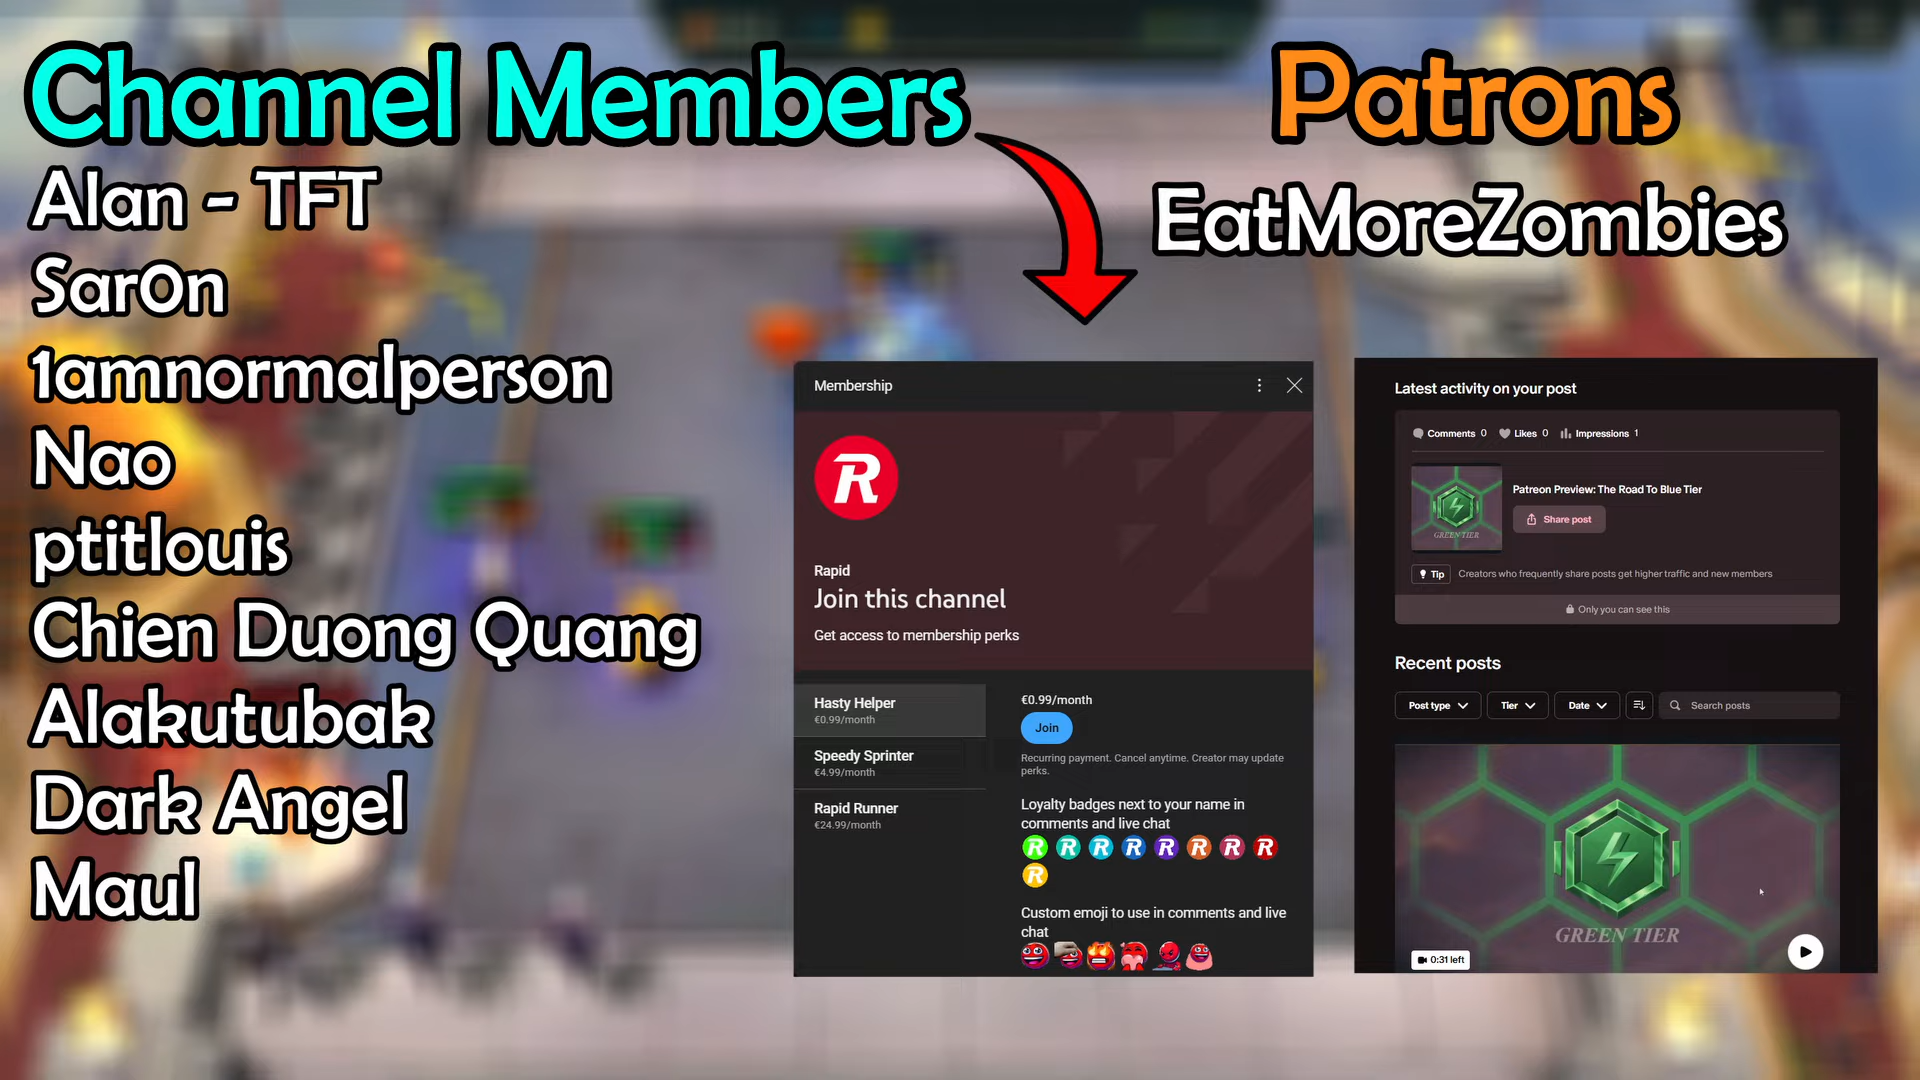 Channel Members
Alan - TFT
Sar0n
1amnormalperson
Nao
ptitlouis
Chien Duong Quang
Alakutubak
Dark Angel
Maul
Patrons
EatMoreZombies
Membership
R
Rapid
Join this channel
Get access to membership perks
Hasty Helper
€0.99/month
Speedy Sprinter
€4.99/month
Rapid Runner
€24.99/month
€0.99/month
Join
Recurring payment. Cancel anytime. Creator may update
perks.
Loyalty badges next to your name in
comments and live chat
R R R R R R R R
R
Custom emoji to use in comments and live
chat
Latest activity on your post
Comments 0 Likes 0 Impressions 1
Patreon Preview: The Road To Blue Tier
Share post
GREEN TIER
Tip Creators who frequently share posts get higher traffic and new members
Only you can see this
Recent posts
Post type Tier Date Search posts
GREEN TIER
0:31 left